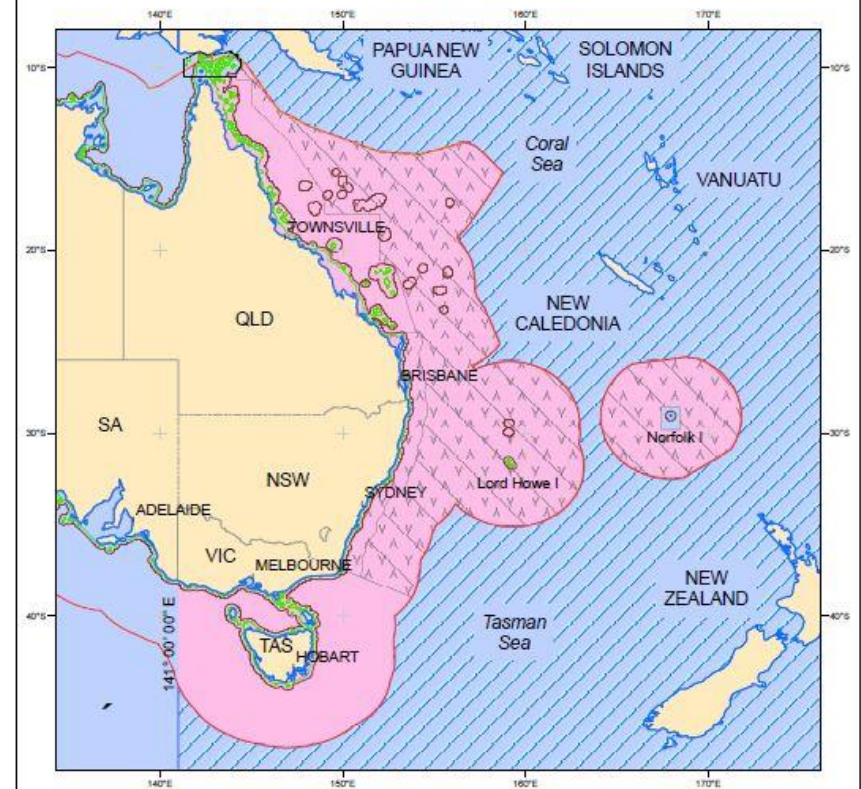 140°
150°
160°
170°
PAPUA NEW
GUINEA
SOLOMON
ISLANDS
10°S
10°S
Coral
Sea
VANUATU
TOWNSVILLE
20°S
20°S
NEW
CALEDONIA
QLD
BRISBANE
SA
30°S
30°S
Norfolk I
NSW
Lord Howe I
SYDNEY
ADELAIDE
VIC
MELBOURNE
NEW
ZEALAND
40°S
40°S
141° 00' 00" E
Tasman
Sea
TAS
HOBART
140°
150°
160°
170°